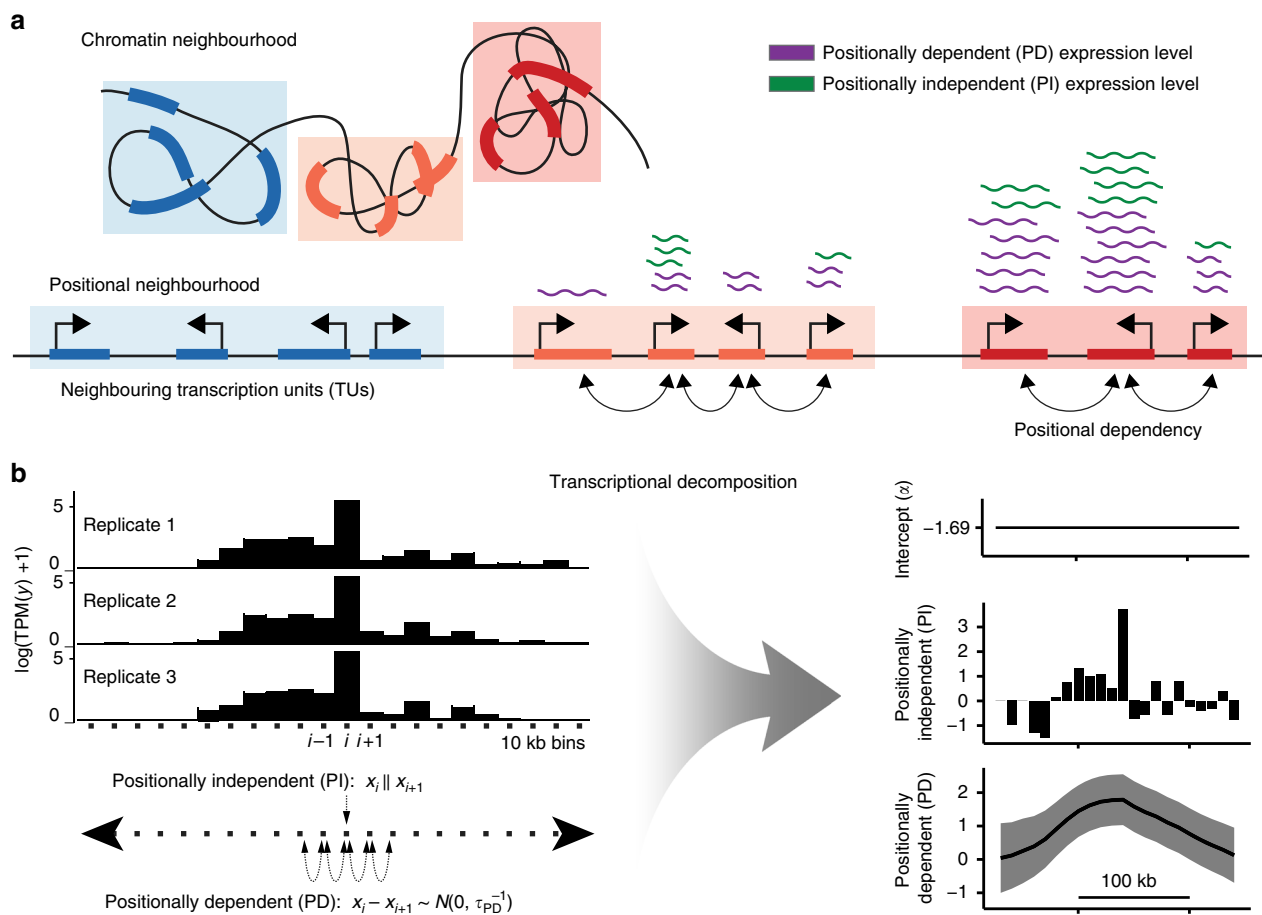 a
Chromatin neighbourhood
Positionally dependent (PD) expression level
Positionally independent (PI) expression level
Positional neighbourhood
Neighbouring transcription units (TUs)
Positional dependency
b
Transcriptional decomposition
log(TPM(y) +1)
5
Replicate 1
0
5
Replicate 2
0
5
Replicate 3
0
i−1 i i+1
10 kb bins
Positionally independent (PI): x_i || x_{i+1}
Positionally dependent (PD): x_i − x_{i+1} ~ N(0, τ_{PD}^{−1})
Intercept (α)
−1.69
Positionally
independent (PI)
3
2
1
0
−1
Positionally
dependent (PD)
2
1
0
−1
100 kb